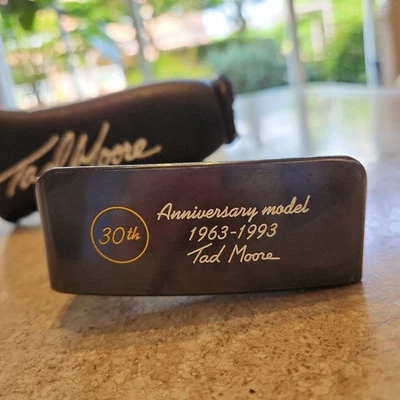 Tad Moore
30th
Anniversary model
1963-1993
Tad Moore